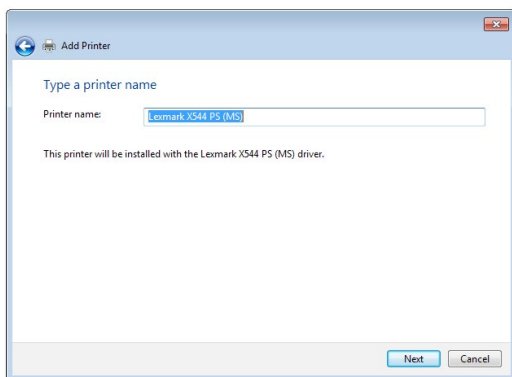 Add Printer
Type a printer name
Printer name: Lexmark X544 PS (MS)
This printer will be installed with the Lexmark X544 PS (MS) driver.
Next Cancel